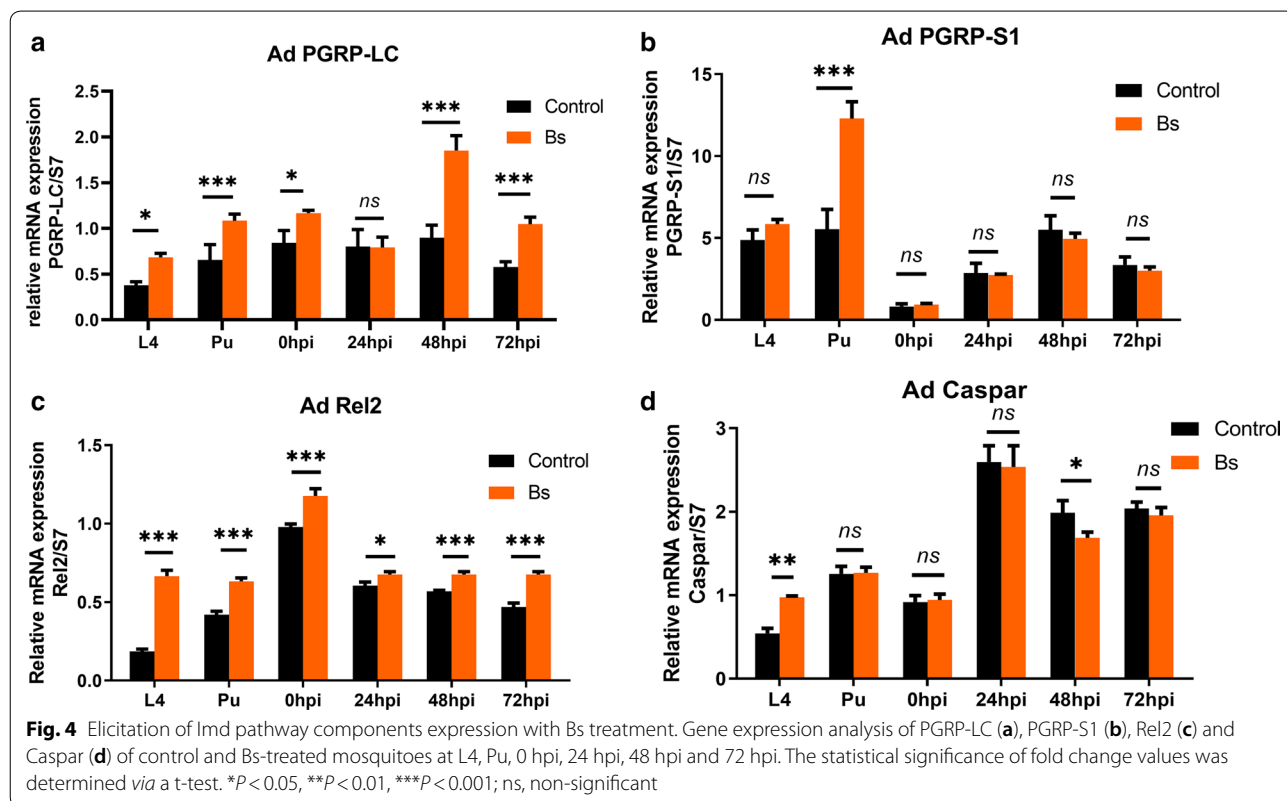 a
Ad PGRP-LC
relative mRNA expression
PGRP-LC/S7
2.5
2.0
1.5
1.0
0.5
0.0
*
***
*
ns
***
***
Control
Bs
L4 Pu 0hpi 24hpi 48hpi 72hpi
b
Ad PGRP-S1
Relative mRNA expression
PGRP-S1/S7
15
10
5
0
ns
***
ns
ns
ns
ns
Control
Bs
L4 Pu 0hpi 24hpi 48hpi 72hpi
c
Ad Rel2
Relative mRNA expression
Rel2/S7
1.5
1.0
0.5
0.0
***
***
***
*
***
***
Control
Bs
L4 Pu 0hpi 24hpi 48hpi 72hpi
d
Ad Caspar
Relative mRNA expression
Caspar/S7
3
2
1
0
**
ns
ns
ns
*
ns
Control
Bs
L4 Pu 0hpi 24hpi 48hpi 72hpi
Fig. 4 Elicitation of Imd pathway components expression with Bs treatment. Gene expression analysis of PGRP-LC (a), PGRP-S1 (b), Rel2 (c) and
Caspar (d) of control and Bs-treated mosquitoes at L4, Pu, 0 hpi, 24 hpi, 48 hpi and 72 hpi. The statistical significance of fold change values was
determined via a t-test. *P < 0.05, **P < 0.01, ***P < 0.001; ns, non-significant